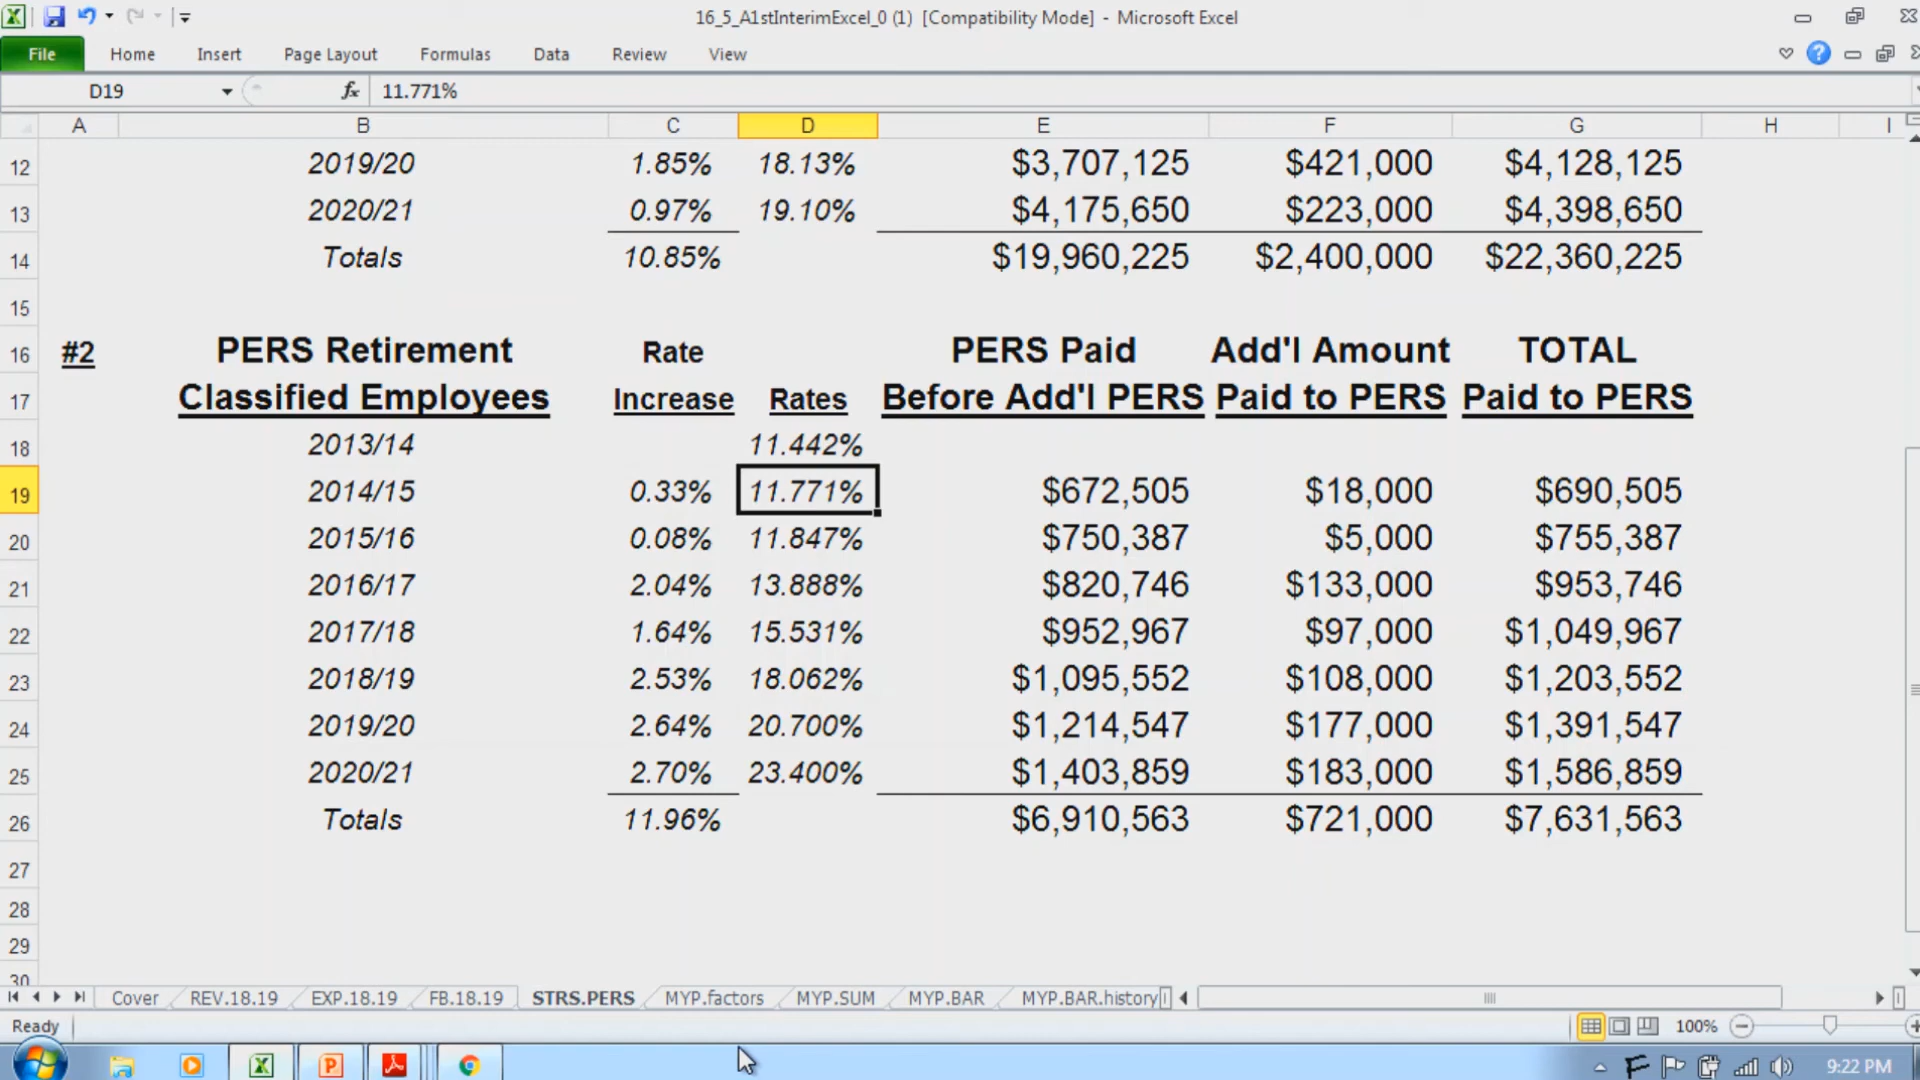 16_5_A1stInterimExcel_0 (1) [Compatibility Mode] - Microsoft Excel
File Home Insert Page Layout Formulas Data Review View
D19 fx 11.771%
A B C D E F G H I
12 2019/20 1.85% 18.13% $3,707,125 $421,000 $4,128,125
13 2020/21 0.97% 19.10% $4,175,650 $223,000 $4,398,650
14 Totals 10.85% $19,960,225 $2,400,000 $22,360,225
15
16 #2 PERS Retirement Rate PERS Paid Add'l Amount TOTAL
17 Classified Employees Increase Rates Before Add'l PERS Paid to PERS Paid to PERS
18 2013/14 11.442%
19 2014/15 0.33% 11.771% $672,505 $18,000 $690,505
20 2015/16 0.08% 11.847% $750,387 $5,000 $755,387
21 2016/17 2.04% 13.888% $820,746 $133,000 $953,746
22 2017/18 1.64% 15.531% $952,967 $97,000 $1,049,967
23 2018/19 2.53% 18.062% $1,095,552 $108,000 $1,203,552
24 2019/20 2.64% 20.700% $1,214,547 $177,000 $1,391,547
25 2020/21 2.70% 23.400% $1,403,859 $183,000 $1,586,859
26 Totals 11.96% $6,910,563 $721,000 $7,631,563
27
28
29
30
Cover REV.18.19 EXP.18.19 FB.18.19 STRS.PERS MYP.factors MYP.SUM MYP.BAR MYP.BAR.history
Ready 100%
9:22 PM